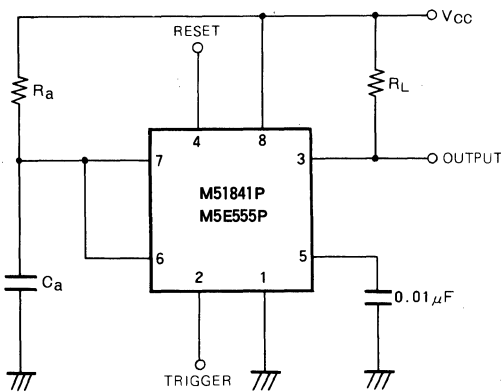 VCC
RESET
Ra
RL
4
8
7
3
OUTPUT
M51841P
M5E555P
6
5
2
1
Ca
0.01μF
TRIGGER